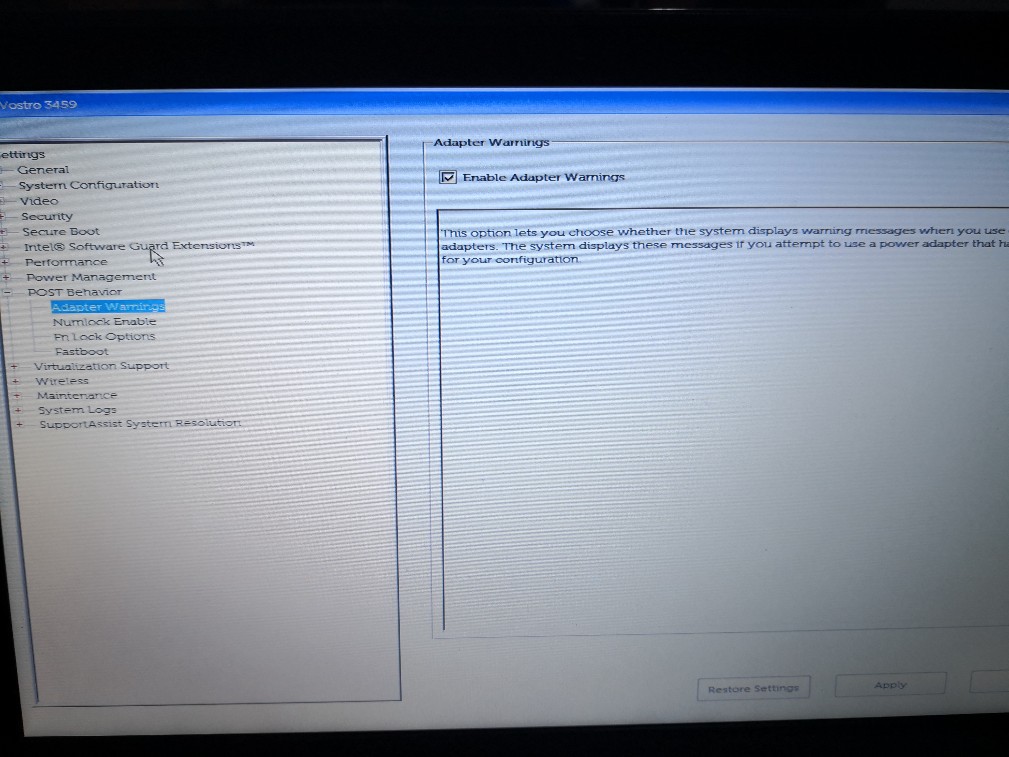 Vostro 3459
ettings
General
System Configuration
Video
Security
Secure Boot
Intel® Software Guard Extensions™
Performance
Power Management
POST Behavior
Adapter Warnings
Numlock Enable
Fn Lock Options
Fastboot
Virtualization Support
Wireless
Maintenance
System Logs
SupportAssist System Resolution
Adapter Warnings
Enable Adapter Warnings
This option lets you choose whether the system displays warning messages when you use
adapters. The system displays these messages if you attempt to use a power adapter that ha
for your configuration.
Restore Settings
Apply